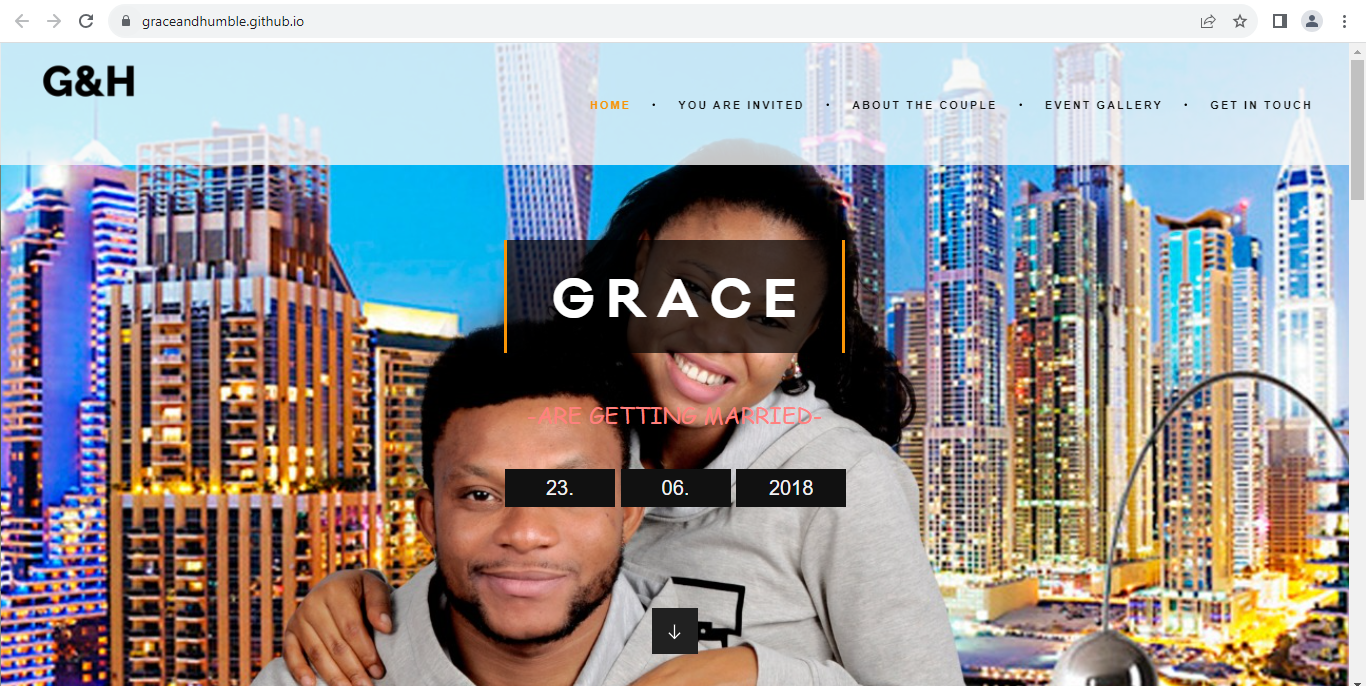 graceandhumble.github.io
G&H
HOME • YOU ARE INVITED • ABOUT THE COUPLE • EVENT GALLERY • GET IN TOUCH
GRACE
-ARE GETTING MARRIED-
23. 06. 2018